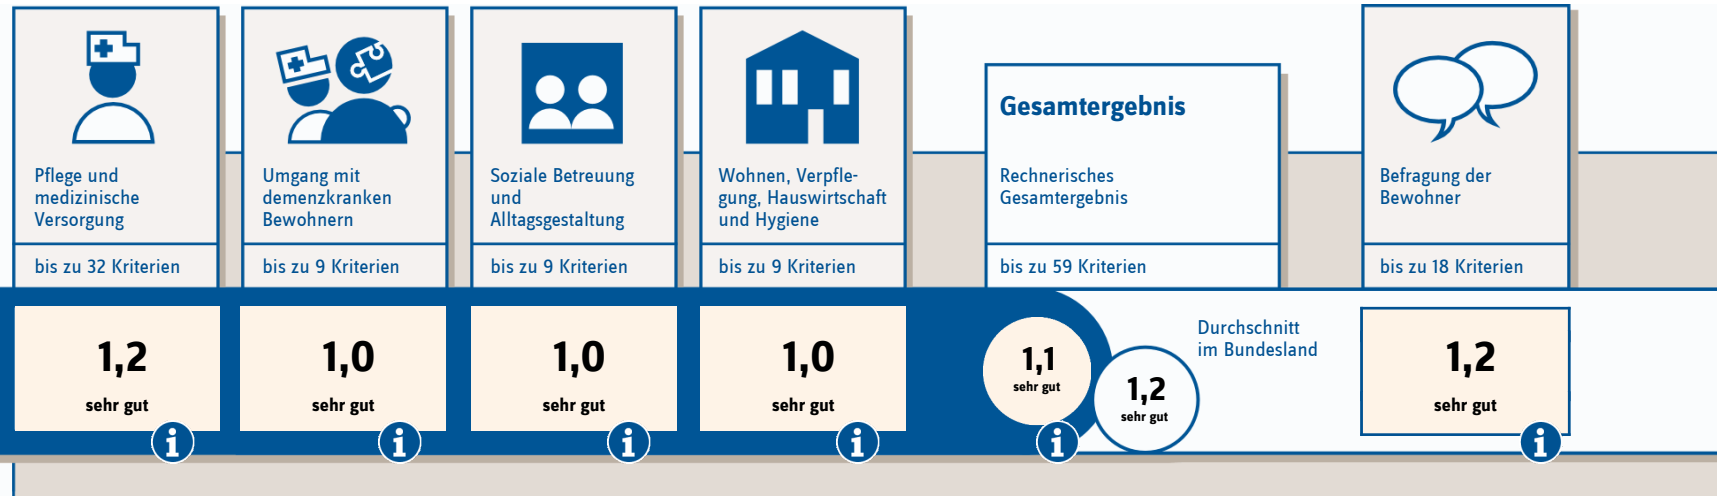 Pflege und
medizinische
Versorgung
bis zu 32 Kriterien
1,2
sehr gut
i
Umgang mit
demenzkranken
Bewohnern
bis zu 9 Kriterien
1,0
sehr gut
i
Soziale Betreuung
und
Alltagsgestaltung
bis zu 9 Kriterien
1,0
sehr gut
i
Wohnen, Verpfle-
gung, Hauswirtschaft
und Hygiene
bis zu 9 Kriterien
1,0
sehr gut
i
Gesamtergebnis
Rechnerisches
Gesamtergebnis
bis zu 59 Kriterien
1,1
sehr gut
i
Durchschnitt
im Bundesland
1,2
sehr gut
Befragung der
Bewohner
bis zu 18 Kriterien
1,2
sehr gut
i